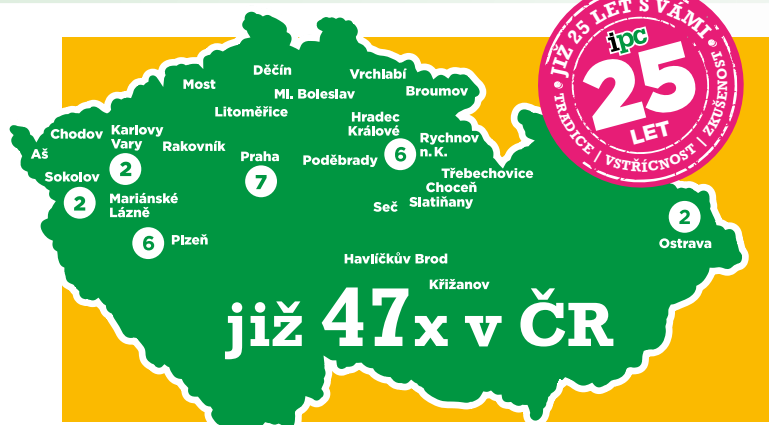 Děčín
Most
Vrchlabí
Ml. Boleslav
Broumov
Litoměřice
Hradec
Králové
6
Chodov
Karlovy
Vary
2
Rakovník
Rychnov
n. K.
Aš
Praha
7
Poděbrady
Třebechovice
Sokolov
2
Choceň
Mariánské
Lázně
Seč
Slatiňany
6
Plzeň
2
Ostrava
Havlíčkův Brod
Křižanov
již 47x v ČR
JIŽ 25 LET S VÁMI
ipc
25
LET
TRADICE | VSTŘÍCNOST | ZKUŠENOST